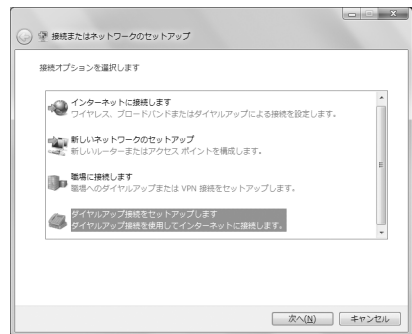 接続またはネットワークのセットアップ
接続オプションを選択します
インターネットに接続します
ワイヤレス、ブロードバンドまたはダイヤルアップによる接続を設定します。
新しいネットワークのセットアップ
新しいルーターまたはアクセス ポイントを構成します。
職場に接続します
職場へのダイヤルアップまたは VPN 接続をセットアップします。
ダイヤルアップ接続をセットアップします
ダイヤルアップ接続を使用してインターネットに接続します。
次へ(N)
キャンセル